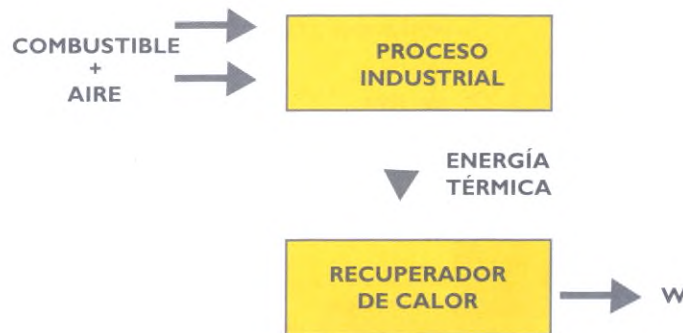 COMBUSTIBLE
+
AIRE
PROCESO
INDUSTRIAL
ENERGÍA
TÉRMICA
RECUPERADOR
DE CALOR
W